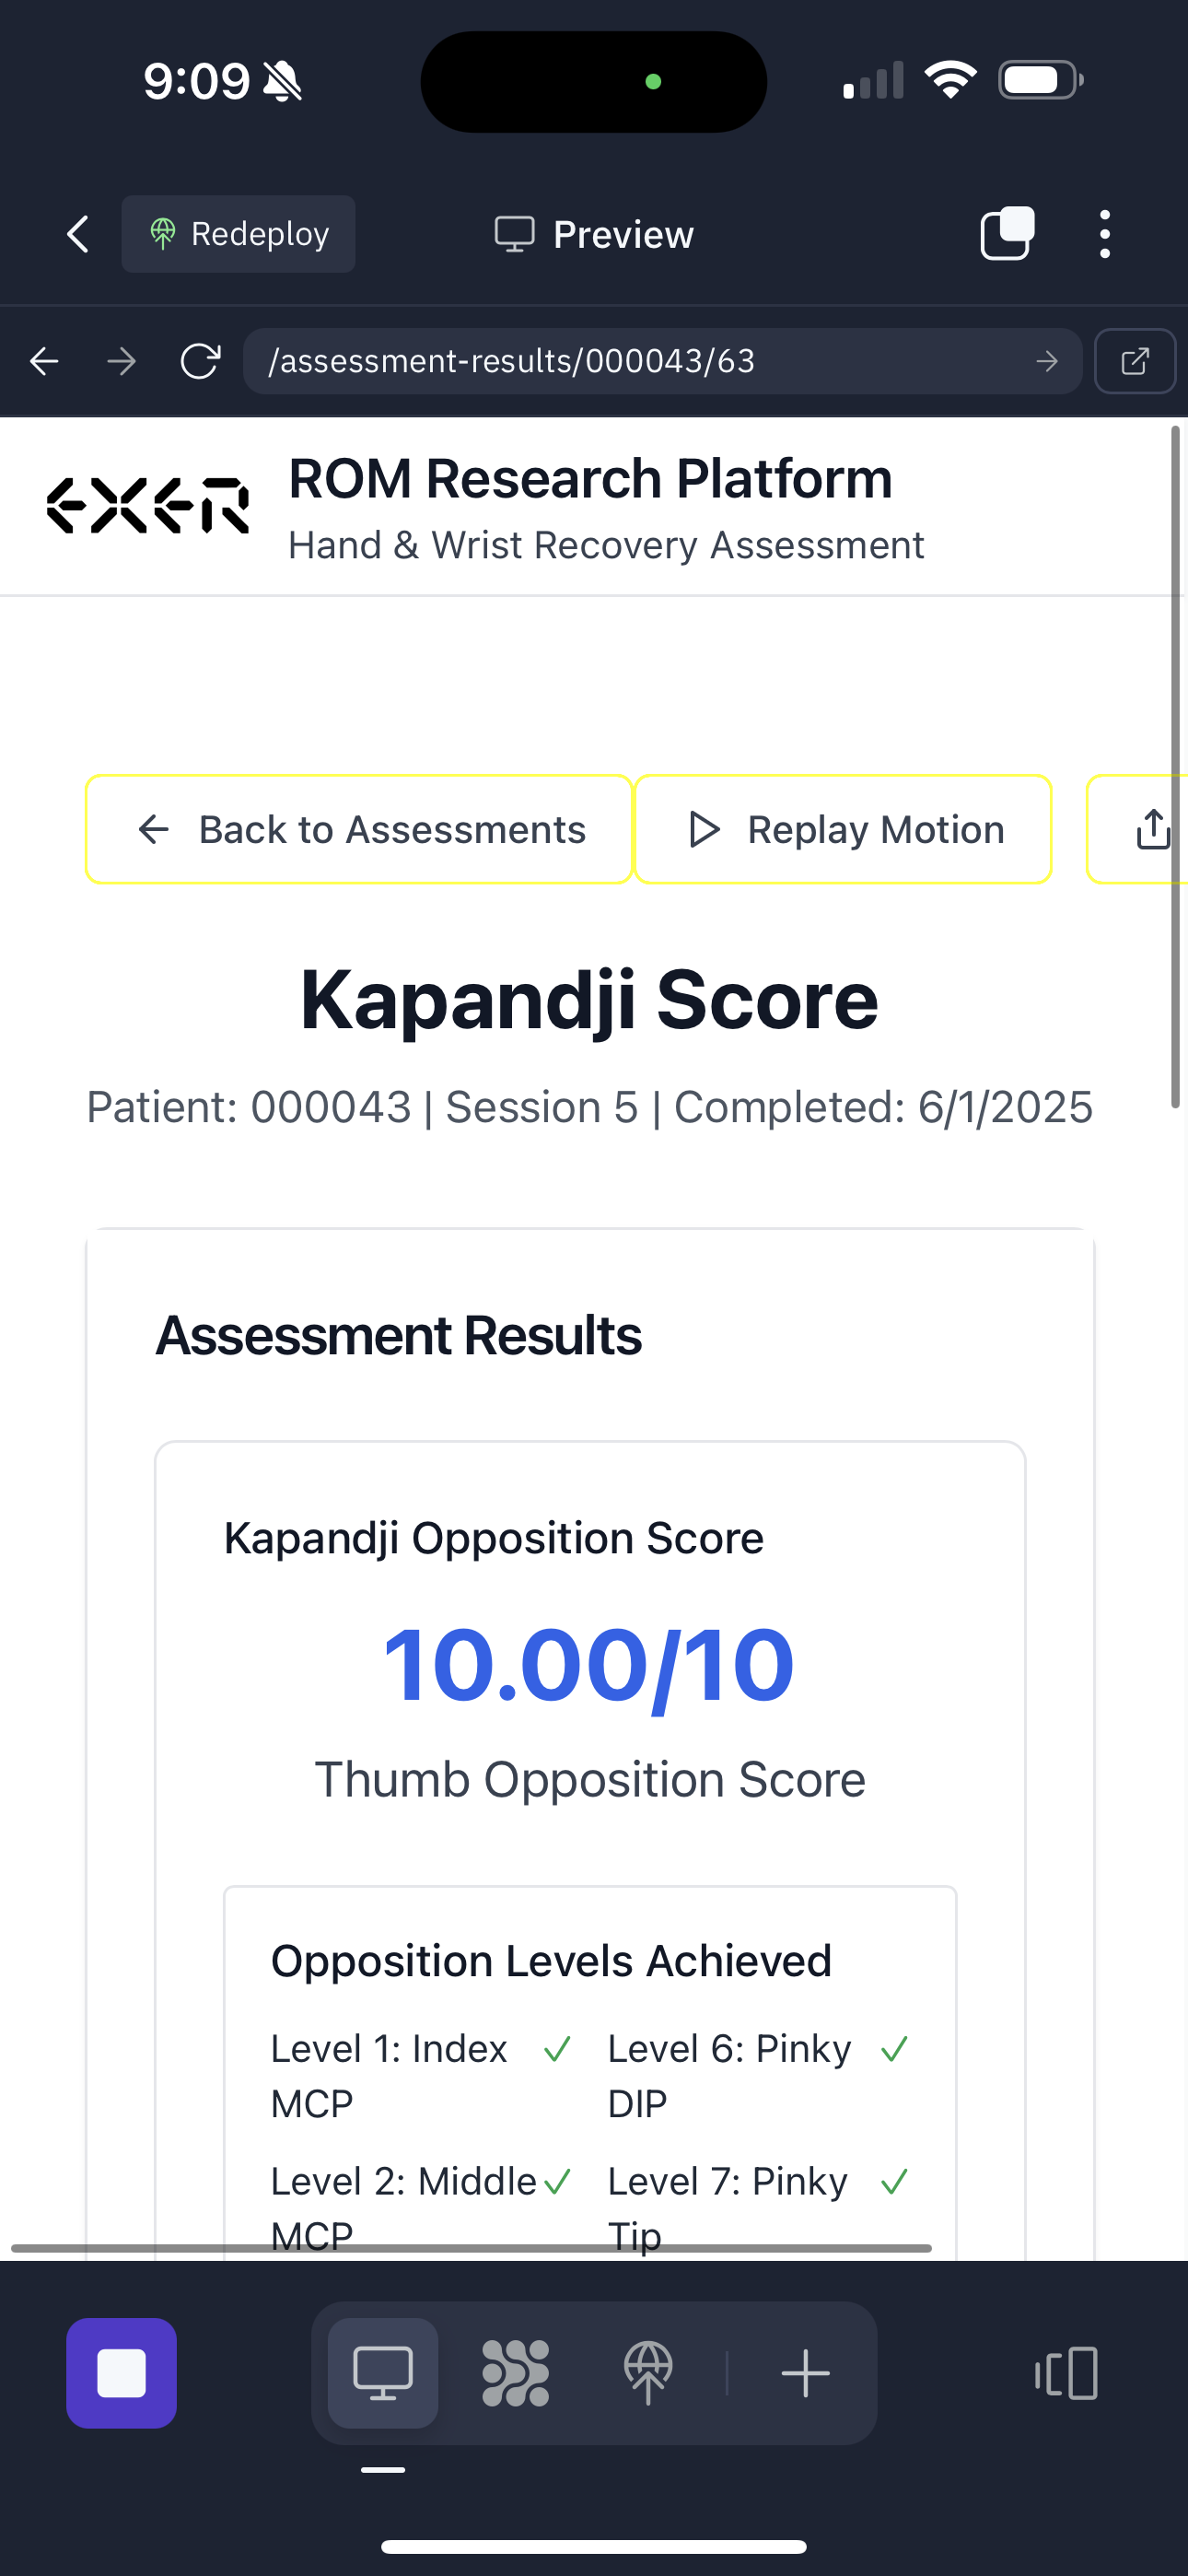 9:09
Redeploy
Preview
/assessment-results/000043/63
EXER
ROM Research Platform
Hand & Wrist Recovery Assessment
Back to Assessments
Replay Motion
Kapandji Score
Patient: 000043 | Session 5 | Completed: 6/1/2025
Assessment Results
Kapandji Opposition Score
10.00/10
Thumb Opposition Score
Opposition Levels Achieved
Level 1: Index MCP ✓
Level 6: Pinky DIP ✓
Level 2: Middle MCP ✓
Level 7: Pinky Tip ✓